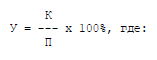 К
У = --- х 100%, где:
П